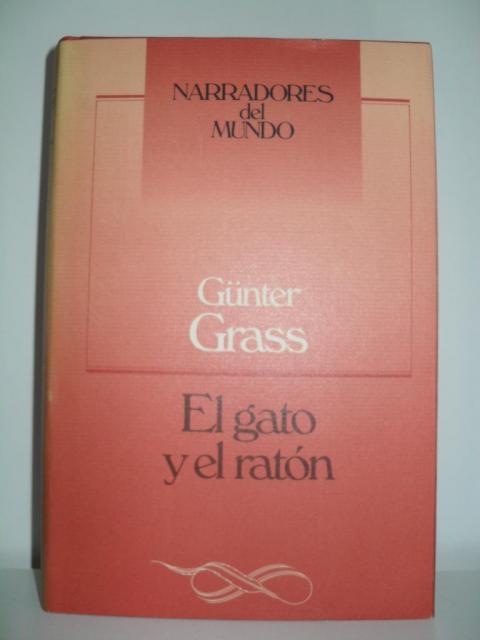 NARRADORES
del
MUNDO
Günter
Grass
El gato
y el ratón